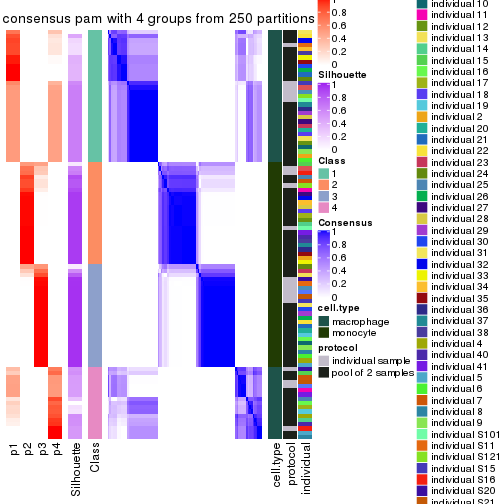 consensus pam with 4 groups from 250 partitions
0.8
0.6
0.4
0.2
0
Silhouette
1
0.8
0.6
0.4
0.2
0
Class
1
2
3
4
Consensus
1
0.8
0.6
0.4
0.2
0
cell.type
macrophage
monocyte
protocol
individual sample
pool of 2 samples
individual 10
individual 11
individual 12
individual 13
individual 14
individual 15
individual 16
individual 17
individual 18
individual 19
individual 2
individual 20
individual 21
individual 22
individual 23
individual 24
individual 25
individual 26
individual 27
individual 28
individual 29
individual 30
individual 31
individual 32
individual 33
individual 34
individual 35
individual 36
individual 37
individual 38
individual 4
individual 40
individual 41
individual 5
individual 6
individual 7
individual 8
individual 9
individual S101
individual S11
individual S121
individual S15
individual S16
individual S20
individual S21
p1
p2
p3
p4
Silhouette
Class
cell.type
protocol
individual